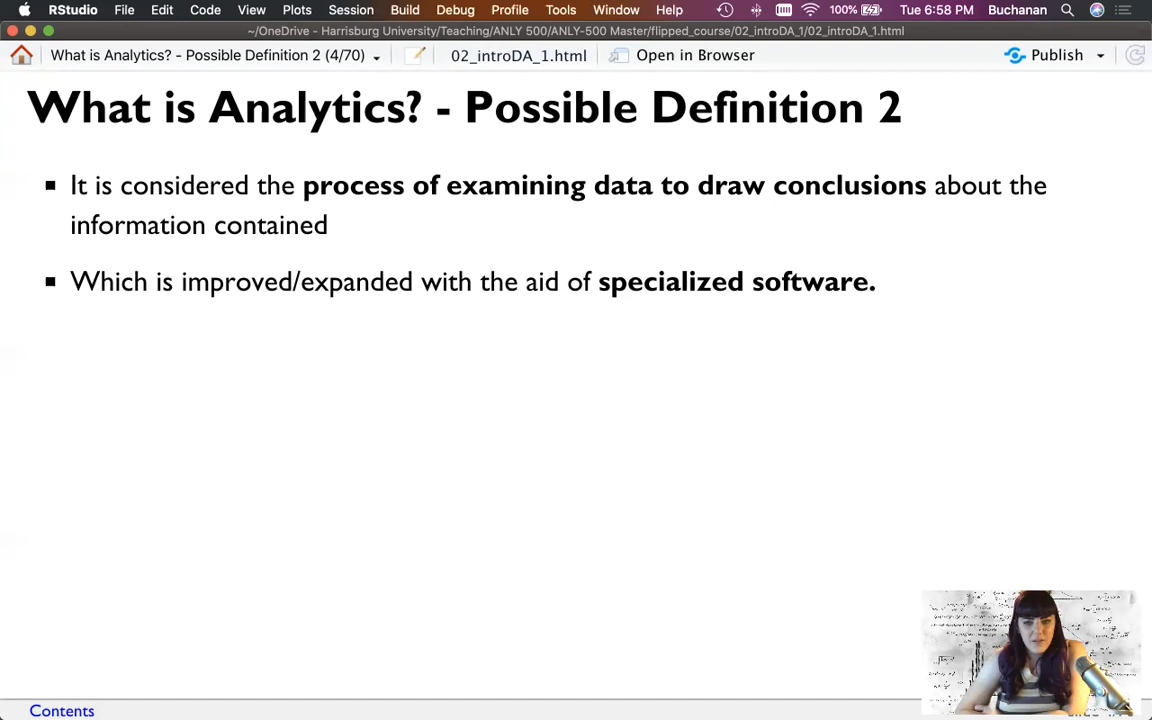 RStudio File Edit Code View Plots Session Build Debug Profile Tools Window Help 100% Tue 6:58 PM Buchanan
~/OneDrive - Harrisburg University/Teaching/ANLY 500/ANLY-500 Master/flipped_course/02_introDA_1/02_introDA_1.html
What is Analytics? - Possible Definition 2 (4/70) 02_introDA_1.html Open in Browser Publish
What is Analytics? - Possible Definition 2
It is considered the process of examining data to draw conclusions about the
information contained
Which is improved/expanded with the aid of specialized software.
Contents